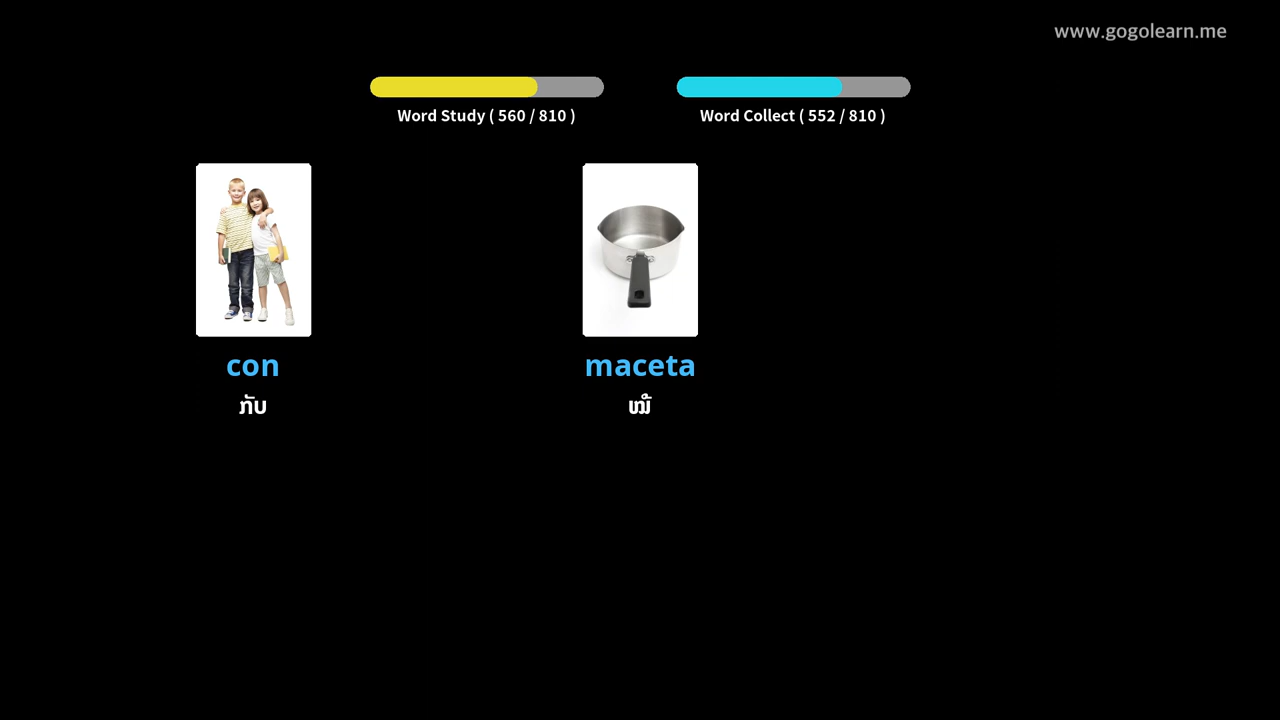 www.gogolearn.me
Word Study ( 560 / 810 )
Word Collect ( 552 / 810 )
con
ກັບ
maceta
ໝໍ້